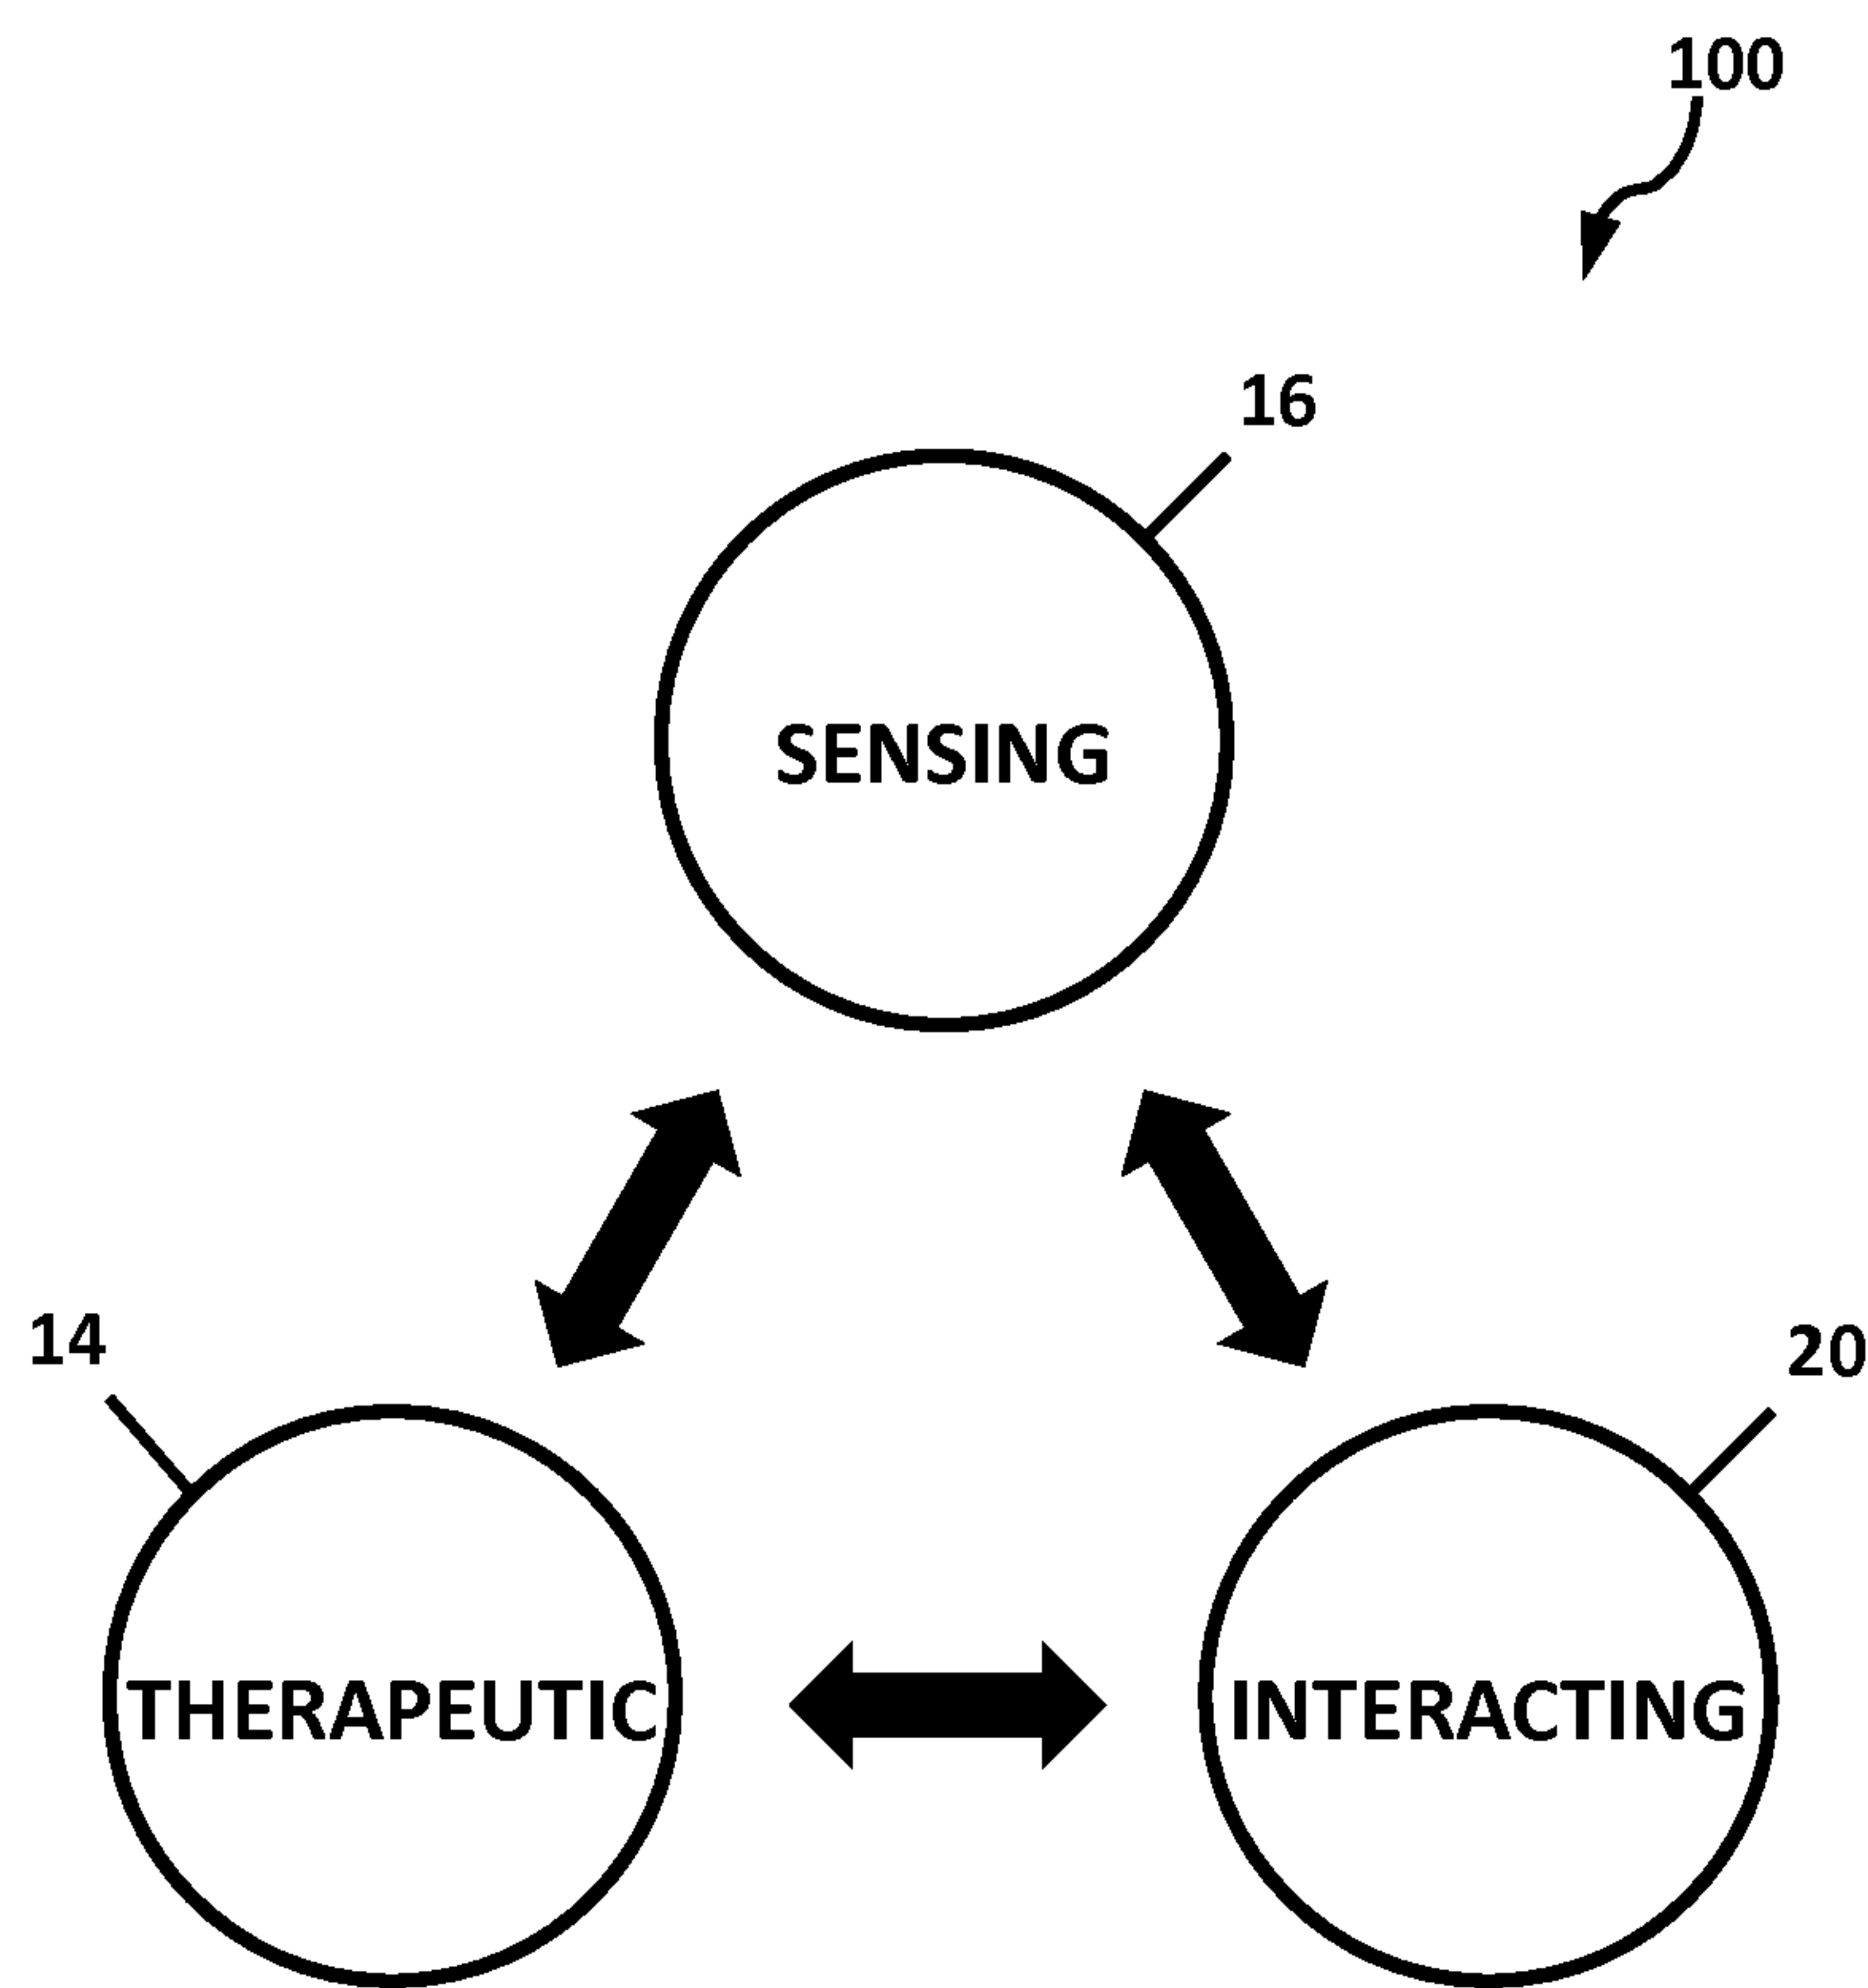 100
16
SENSING
14
20
THERAPEUTIC
INTERACTING